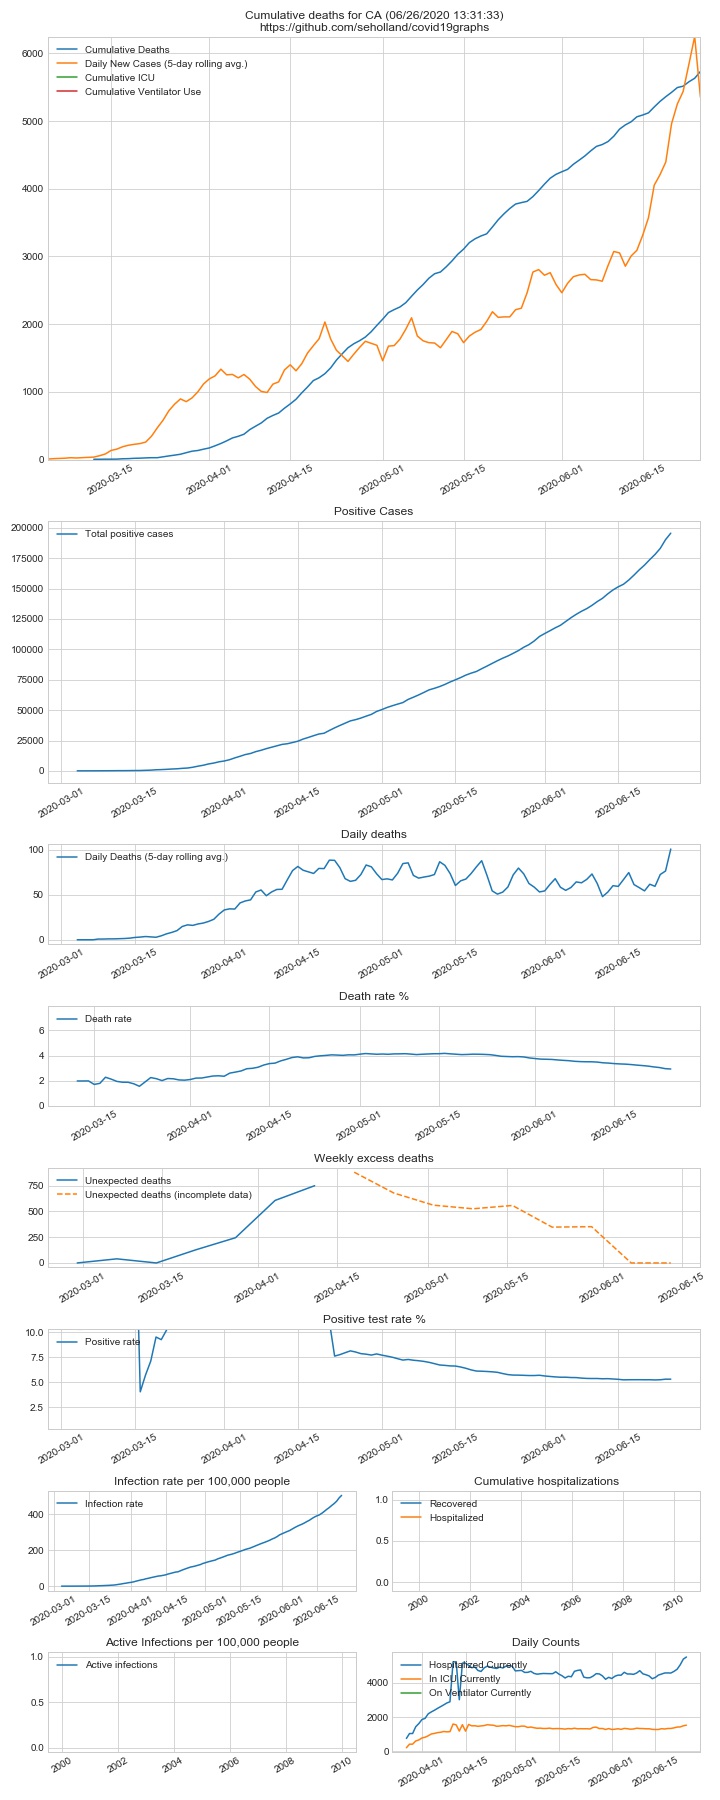 Cumulative deaths for CA (06/26/2020 13:31:33)
https://github.com/seholland/covid19graphs
Cumulative Deaths
Daily New Cases (5-day rolling avg.)
Cumulative ICU
Cumulative Ventilator Use
6000
5000
4000
3000
2000
1000
0
2020-03-15 2020-04-01 2020-04-15 2020-05-01 2020-05-15 2020-06-01 2020-06-15
Positive Cases
Total positive cases
200000
175000
150000
125000
100000
75000
50000
25000
0
2020-03-01 2020-03-15 2020-04-01 2020-04-15 2020-05-01 2020-05-15 2020-06-01 2020-06-15
Daily deaths
Daily Deaths (5-day rolling avg.)
100
50
0
2020-03-01 2020-03-15 2020-04-01 2020-04-15 2020-05-01 2020-05-15 2020-06-01 2020-06-15
Death rate %
Death rate
6
4
2
0
2020-03-15 2020-04-01 2020-04-15 2020-05-01 2020-05-15 2020-06-01 2020-06-15
Weekly excess deaths
Unexpected deaths
Unexpected deaths (incomplete data)
750
500
250
0
2020-03-01 2020-03-15 2020-04-01 2020-04-15 2020-05-01 2020-05-15 2020-06-01 2020-06-15
Positive test rate %
Positive rate
10.0
7.5
5.0
2.5
2020-03-01 2020-03-15 2020-04-01 2020-04-15 2020-05-01 2020-05-15 2020-06-01 2020-06-15
Infection rate per 100,000 people
Infection rate
400
200
0
2020-03-01 2020-03-15 2020-04-01 2020-04-15 2020-05-01 2020-05-15 2020-06-01 2020-06-15
Cumulative hospitalizations
Recovered
Hospitalized
1.0
0.5
0.0
2000 2002 2004 2006 2008 2010
Active Infections per 100,000 people
Active infections
1.0
0.5
0.0
2000 2002 2004 2006 2008 2010
Daily Counts
Hospitalized Currently
In ICU Currently
On Ventilator Currently
4000
2000
0
2020-04-01 2020-04-15 2020-05-01 2020-05-15 2020-06-01 2020-06-15